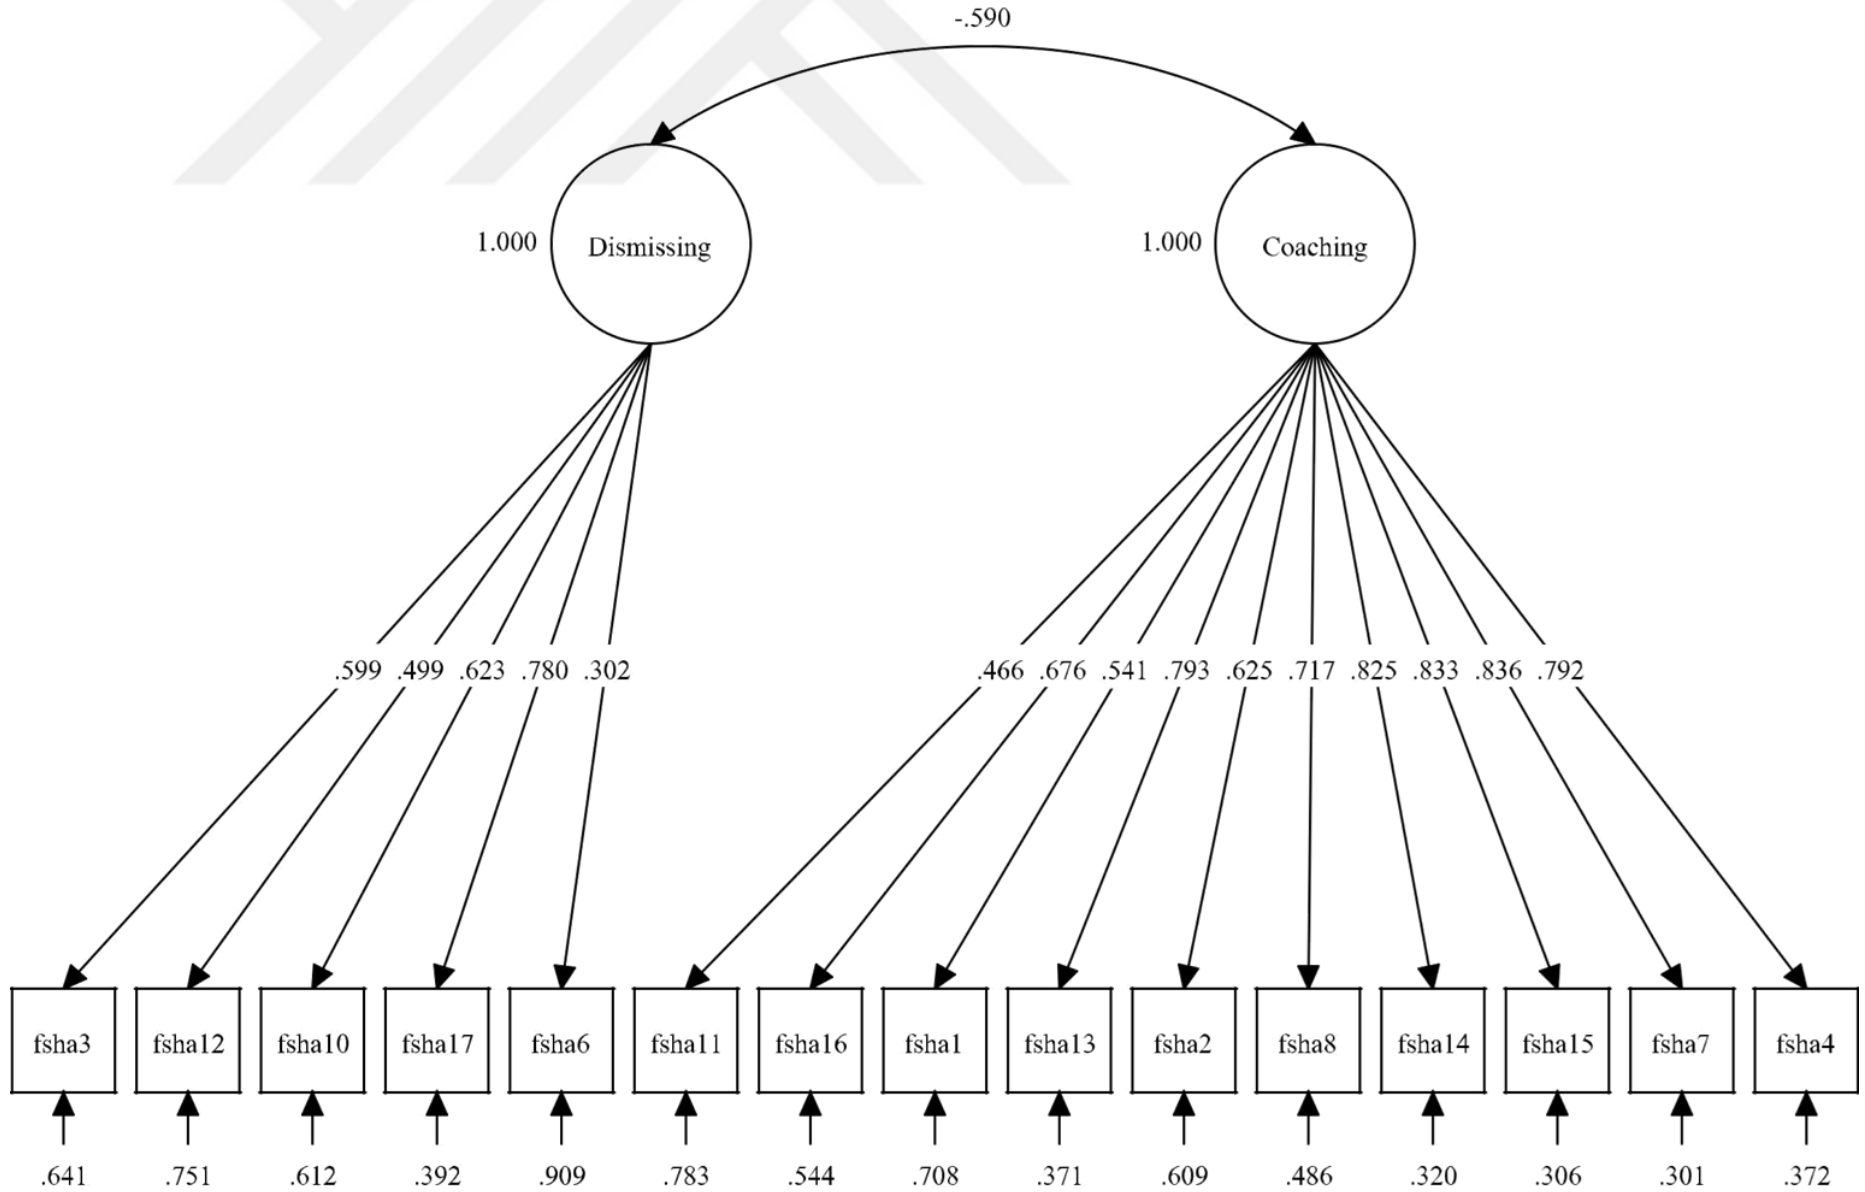 -.590
1.000 Dismissing 1.000 Coaching
.599 .499 .623 .780 .302 .466 .676 .541 .793 .625 .717 .825 .833 .836 .792
fsha3 fsha12 fsha10 fsha17 fsha6 fsha11 fsha16 fsha1 fsha13 fsha2 fsha8 fsha14 fsha15 fsha7 fsha4
.641 .751 .612 .392 .909 .783 .544 .708 .371 .609 .486 .320 .306 .301 .372